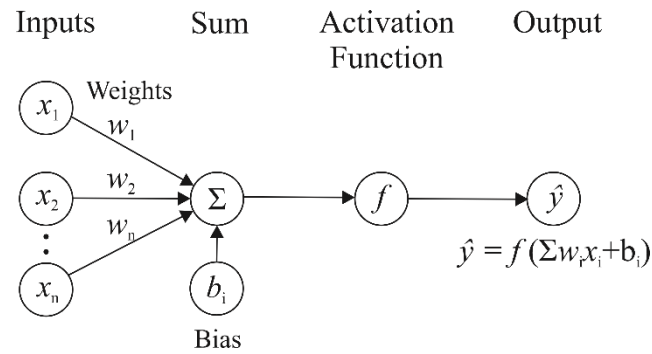 Inputs Sum Activation Function Output
Weights
x₁
w₁
x₂ w₂ Σ f ŷ
⋮ wₙ
xₙ bᵢ
ŷ = f(Σwᵢxᵢ+bᵢ)
Bias